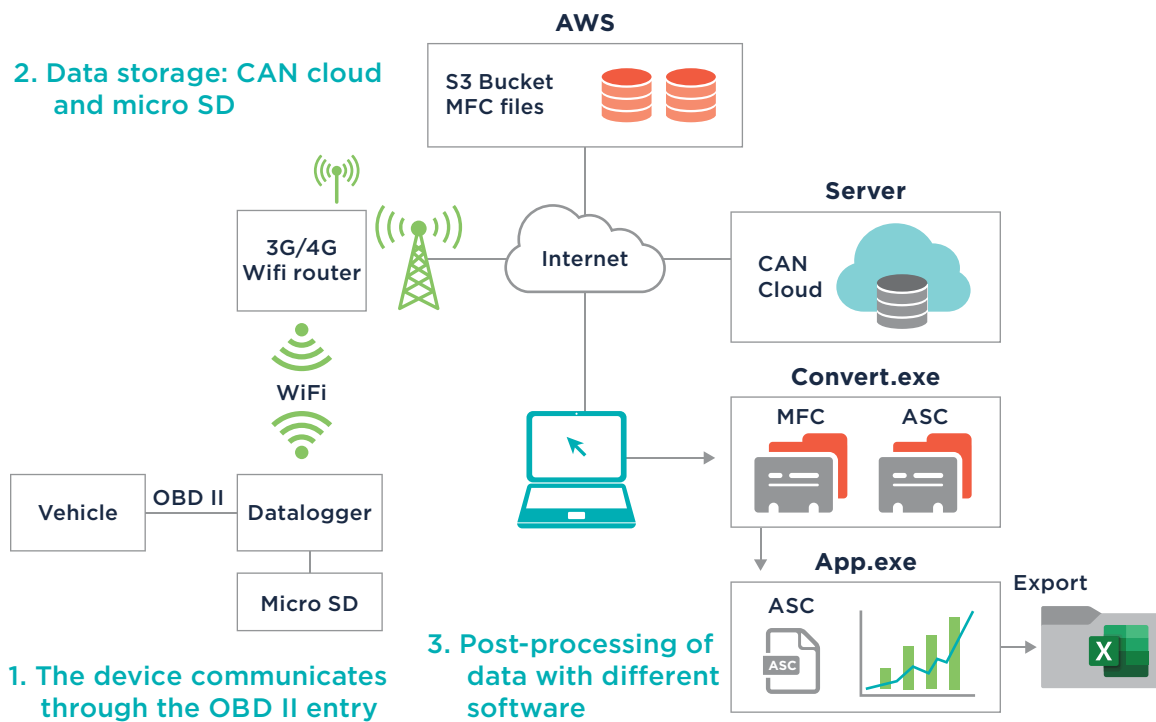 AWS
2. Data storage: CAN cloud
and micro SD
S3 Bucket
MFC files
Server
3G/4G
Wifi router
Internet
CAN
Cloud
WiFi
Convert.exe
MFC
ASC
Vehicle
OBD II
Datalogger
Micro SD
App.exe
ASC
ASC
Export
X
1. The device communicates
through the OBD II entry
3. Post-processing of
data with different
software